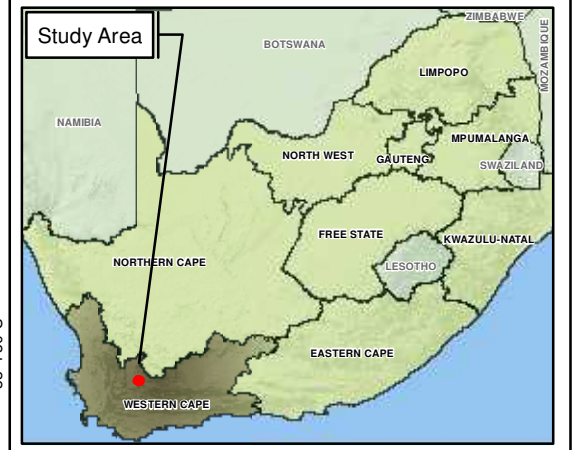 Study Area
ZIMBABWE
BOTSWANA
MOZAMBIQUE
LIMPOPO
NAMIBIA
MPUMALANGA
NORTH WEST
GAUTENG
SWAZILAND
FREE STATE
KWAZULU-NATAL
NORTHERN CAPE
LESOTHO
EASTERN CAPE
WESTERN CAPE